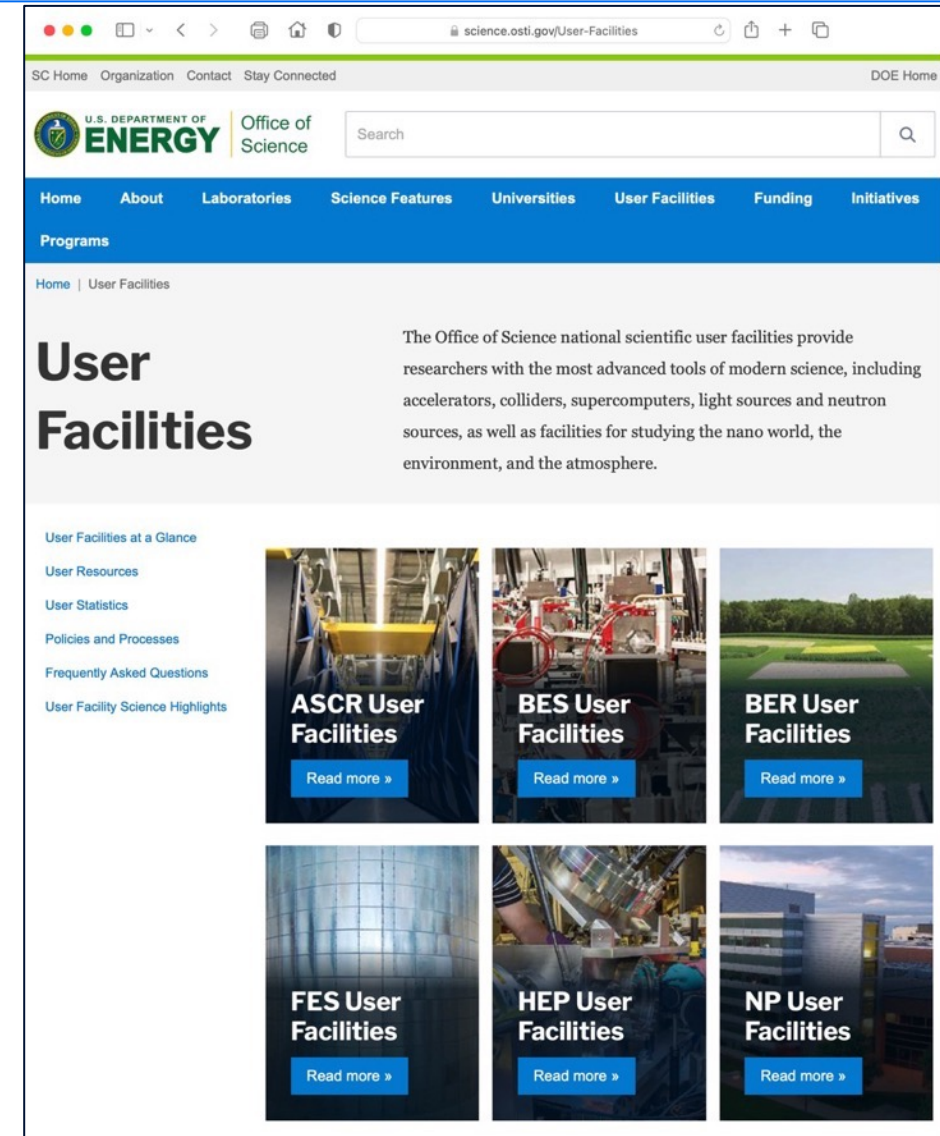 science.osti.gov/User-Facilities
SC Home Organization Contact Stay Connected DOE Home
U.S. DEPARTMENT OF
ENERGY
Office of
Science
Search
Home About Laboratories Science Features Universities User Facilities Funding Initiatives
Programs
Home | User Facilities
User
Facilities
The Office of Science national scientific user facilities provide
researchers with the most advanced tools of modern science, including
accelerators, colliders, supercomputers, light sources and neutron
sources, as well as facilities for studying the nano world, the
environment, and the atmosphere.
User Facilities at a Glance
User Resources
User Statistics
Policies and Processes
Frequently Asked Questions
User Facility Science Highlights
ASCR User
Facilities
Read more »
BES User
Facilities
Read more »
BER User
Facilities
Read more »
FES User
Facilities
Read more »
HEP User
Facilities
Read more »
NP User
Facilities
Read more »